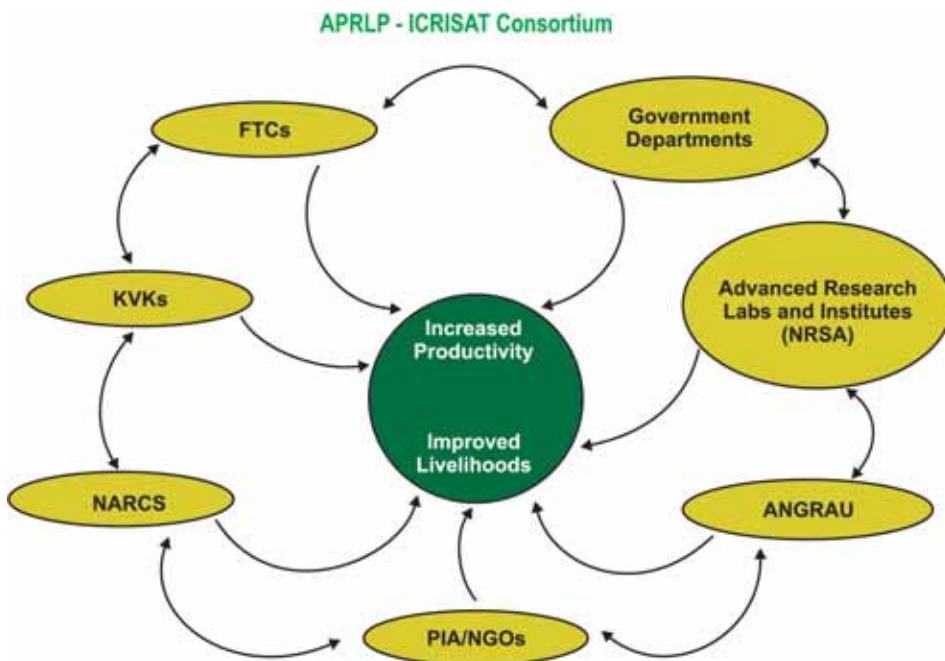 APRLP - ICRISAT Consortium
FTCs
Government
Departments
KVKs
Advanced Research
Labs and Institutes
(NRSA)
Increased
Productivity
Improved
Livelihoods
NARCS
ANGRAU
PIA/NGOs